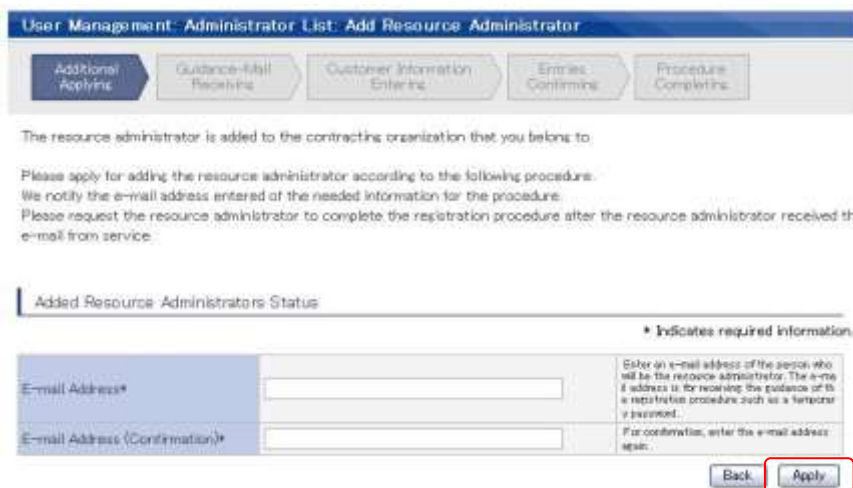 User Management: Administrator List: Add Resource Administrator
Additional
Applying
Guidance-Mail
Receiving
Customer Information
Entering
Entries
Confirming
Procedure
Completing
The resource administrator is added to the contracting organization that you belong to.
Please apply for adding the resource administrator according to the following procedure.
We notify the e-mail address entered of the needed information for the procedure.
Please request the resource administrator to complete the registration procedure after the resource administrator received th
e-mail from service.
Added Resource Administrators Status
* Indicates required information
E-mail Address*
Enter an e-mail address of the person who
will be the resource administrator. The e-ma
il address is for receiving the guidance of th
e registration procedure such as a temporar
y password.
E-mail Address (Confirmation)*
For confirmation, enter the e-mail address
again.
Back
Apply